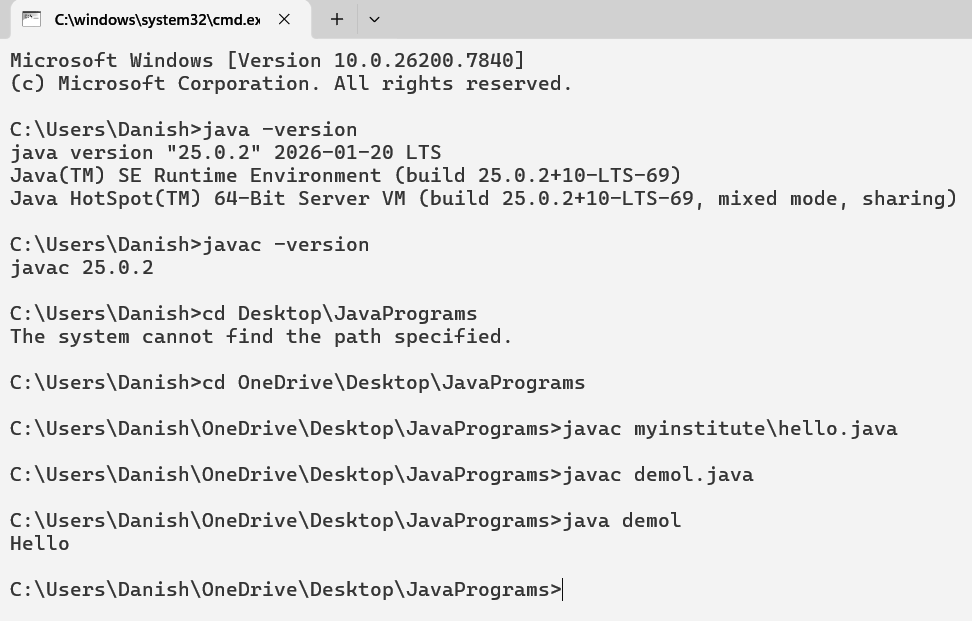 C:\windows\system32\cmd.ex
Microsoft Windows [Version 10.0.26200.7840]
(c) Microsoft Corporation. All rights reserved.
C:\Users\Danish>java -version
java version "25.0.2" 2026-01-20 LTS
Java(TM) SE Runtime Environment (build 25.0.2+10-LTS-69)
Java HotSpot(TM) 64-Bit Server VM (build 25.0.2+10-LTS-69, mixed mode, sharing)
C:\Users\Danish>javac -version
javac 25.0.2
C:\Users\Danish>cd Desktop\JavaPrograms
The system cannot find the path specified.
C:\Users\Danish>cd OneDrive\Desktop\JavaPrograms
C:\Users\Danish\OneDrive\Desktop\JavaPrograms>javac myinstitute\hello.java
C:\Users\Danish\OneDrive\Desktop\JavaPrograms>javac demol.java
C:\Users\Danish\OneDrive\Desktop\JavaPrograms>java demol
Hello
C:\Users\Danish\OneDrive\Desktop\JavaPrograms>